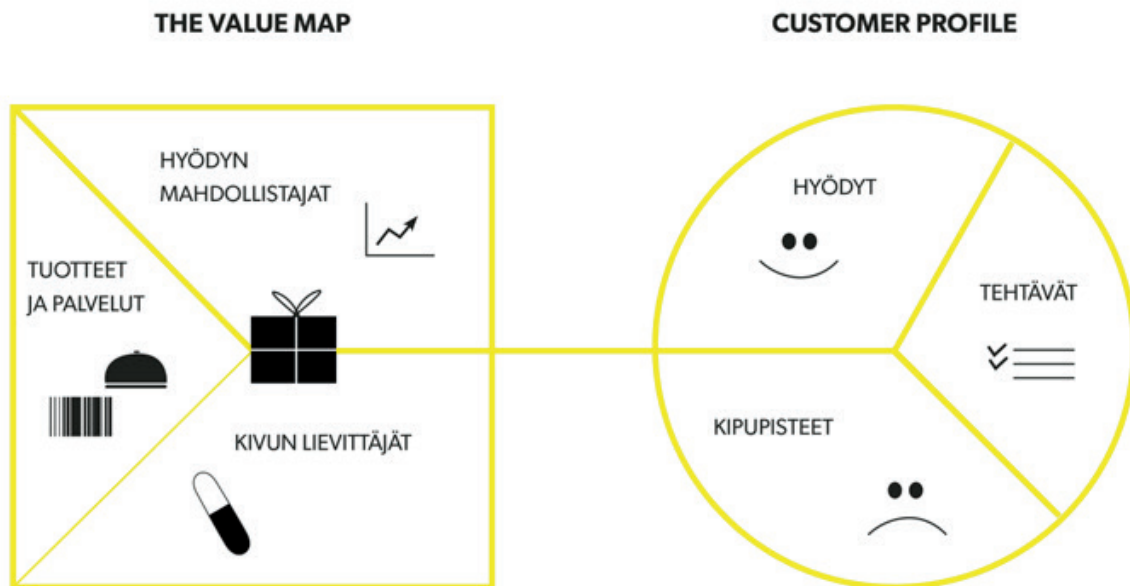 THE VALUE MAP
CUSTOMER PROFILE
HYÖDYN
MAHDOLLISTAJAT
TUOTTEET
JA PALVELUT
KIVUN LIEVITTÄJÄT
HYÖDYT
TEHTÄVÄT
KIPUPISTEET